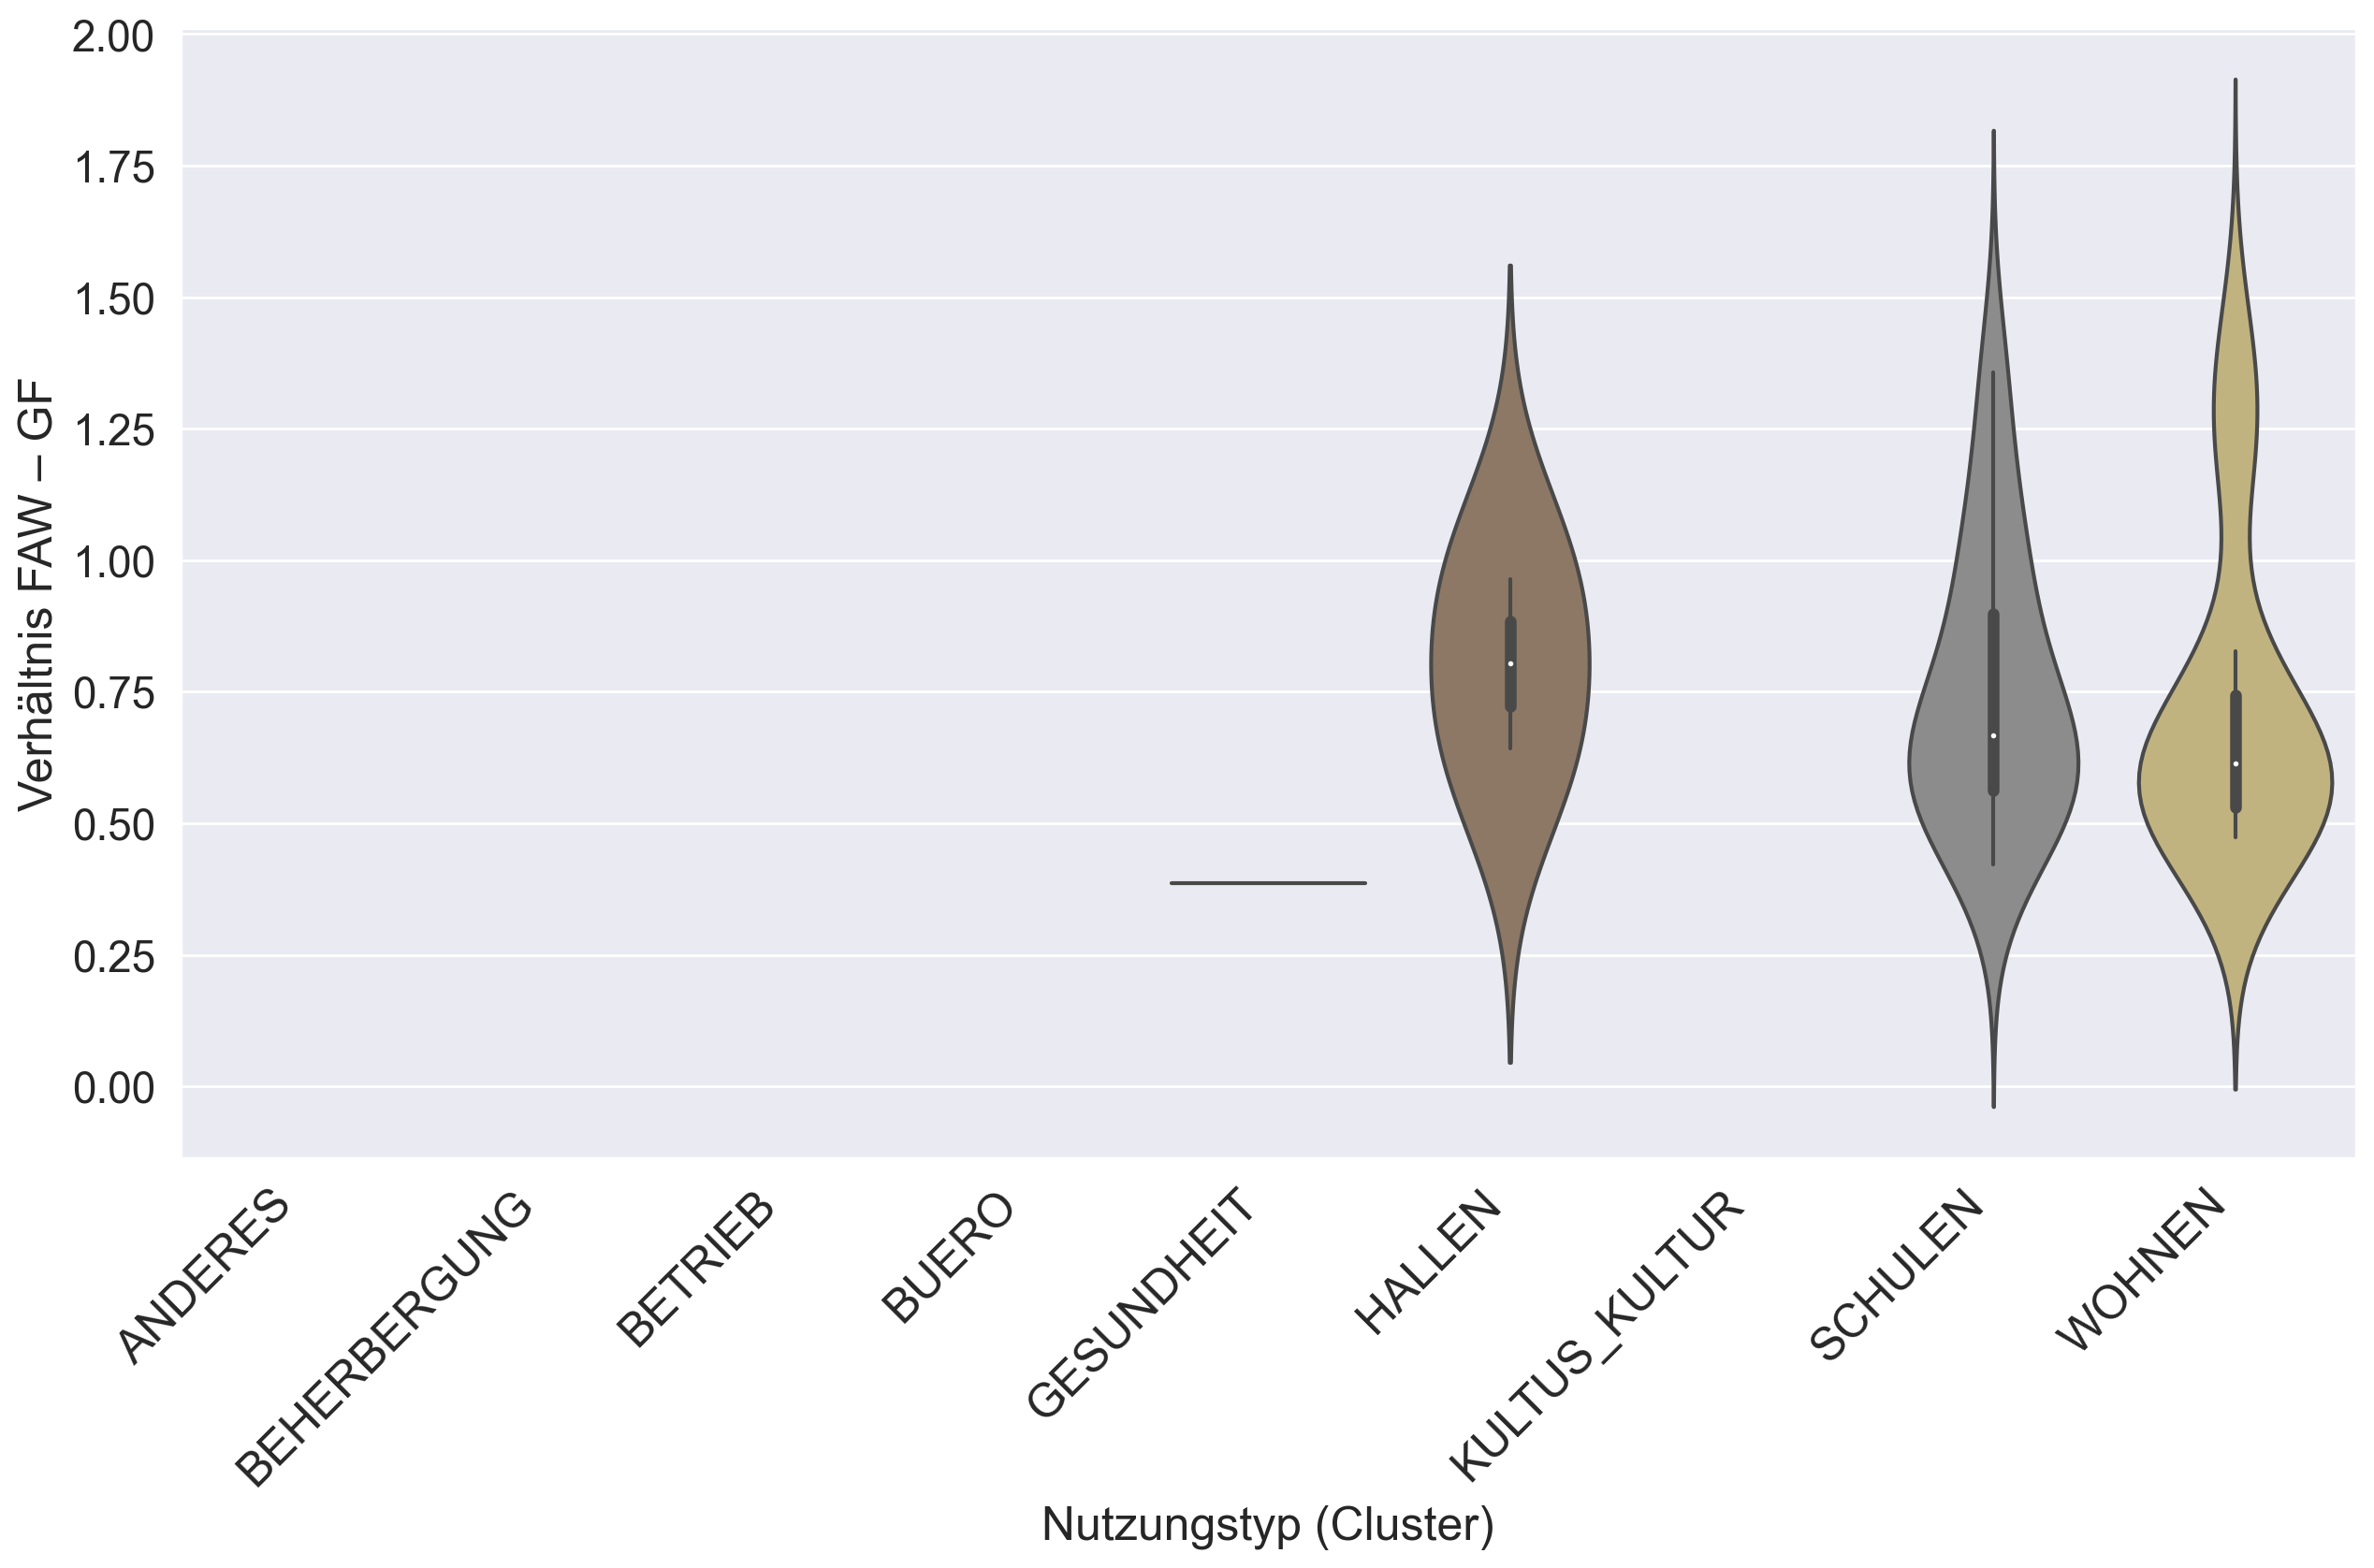 2.00
1.75
1.50
1.25
1.00
0.75
0.50
0.25
0.00
Verhältnis FAW – GF
ANDERES
BEHERBERGUNG
BETRIEB
BUERO
GESUNDHEIT
HALLEN
KULTUS_KULTUR
SCHULEN
WOHNEN
Nutzungstyp (Cluster)